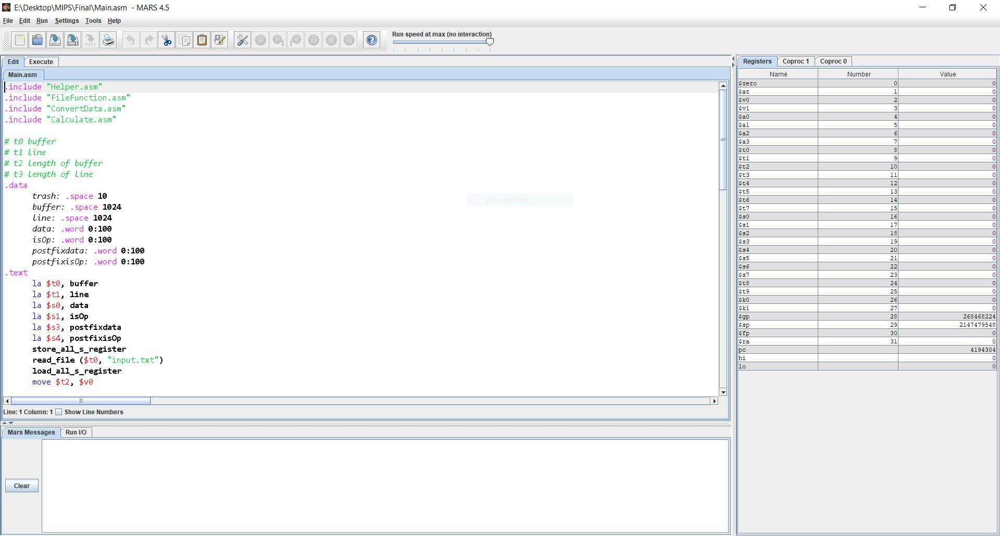 E:\Desktop\MIPS\Final\Main.asm - MARS 4.5
File Edit Run Settings Tools Help
Run speed at max (no interaction)
Edit Execute
Main.asm
.include "Helper.asm"
.include "FileFunction.asm"
.include "ConvertData.asm"
.include "Calculate.asm"
# t0 buffer
# t1 line
# t2 length of buffer
# t3 length of line
.data
trash: .space 10
buffer: .space 1024
line: .space 1024
data: .word 0:100
isOp: .word 0:100
postfixdata: .word 0:100
postfixisOp: .word 0:100
.text
la $t0, buffer
la $t1, line
la $s0, data
la $s1, isOp
la $s3, postfixdata
la $s4, postfixisOp
store_all_s_register
read_file ($t0, "input.txt")
load_all_s_register
move $t2, $v0
Window Snip
Line: 1 Column: 1 Show Line Numbers
Mars Messages Run I/O
Clear
Registers Coproc 1 Coproc 0
Name Number Value
$zero 0 0
$at 1 0
$v0 2 0
$v1 3 0
$a0 4 0
$a1 5 0
$a2 6 0
$a3 7 0
$t0 8 0
$t1 9 0
$t2 10 0
$t3 11 0
$t4 12 0
$t5 13 0
$t6 14 0
$t7 15 0
$s0 16 0
$s1 17 0
$s2 18 0
$s3 19 0
$s4 20 0
$s5 21 0
$s6 22 0
$s7 23 0
$t8 24 0
$t9 25 0
$k0 26 0
$k1 27 0
$gp 28 268468224
$sp 29 2147479548
$fp 30 0
$ra 31 0
pc 4194304
hi 0
lo 0